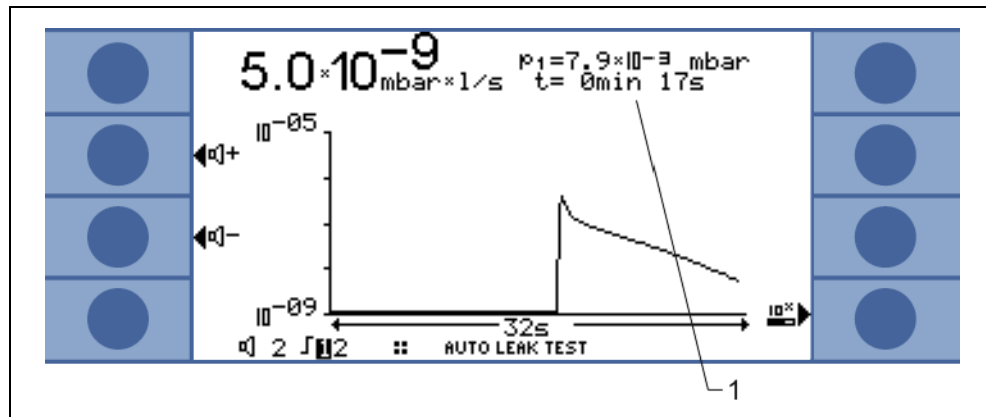 5.0×10⁻⁹ mbar×l/s
p₁=7.9×10⁻³ mbar
t= 0min 17s
10⁻⁰⁵
+
−
10⁻⁰⁹
32s
10ˣ
2 1 2 AUTO LEAK TEST
1